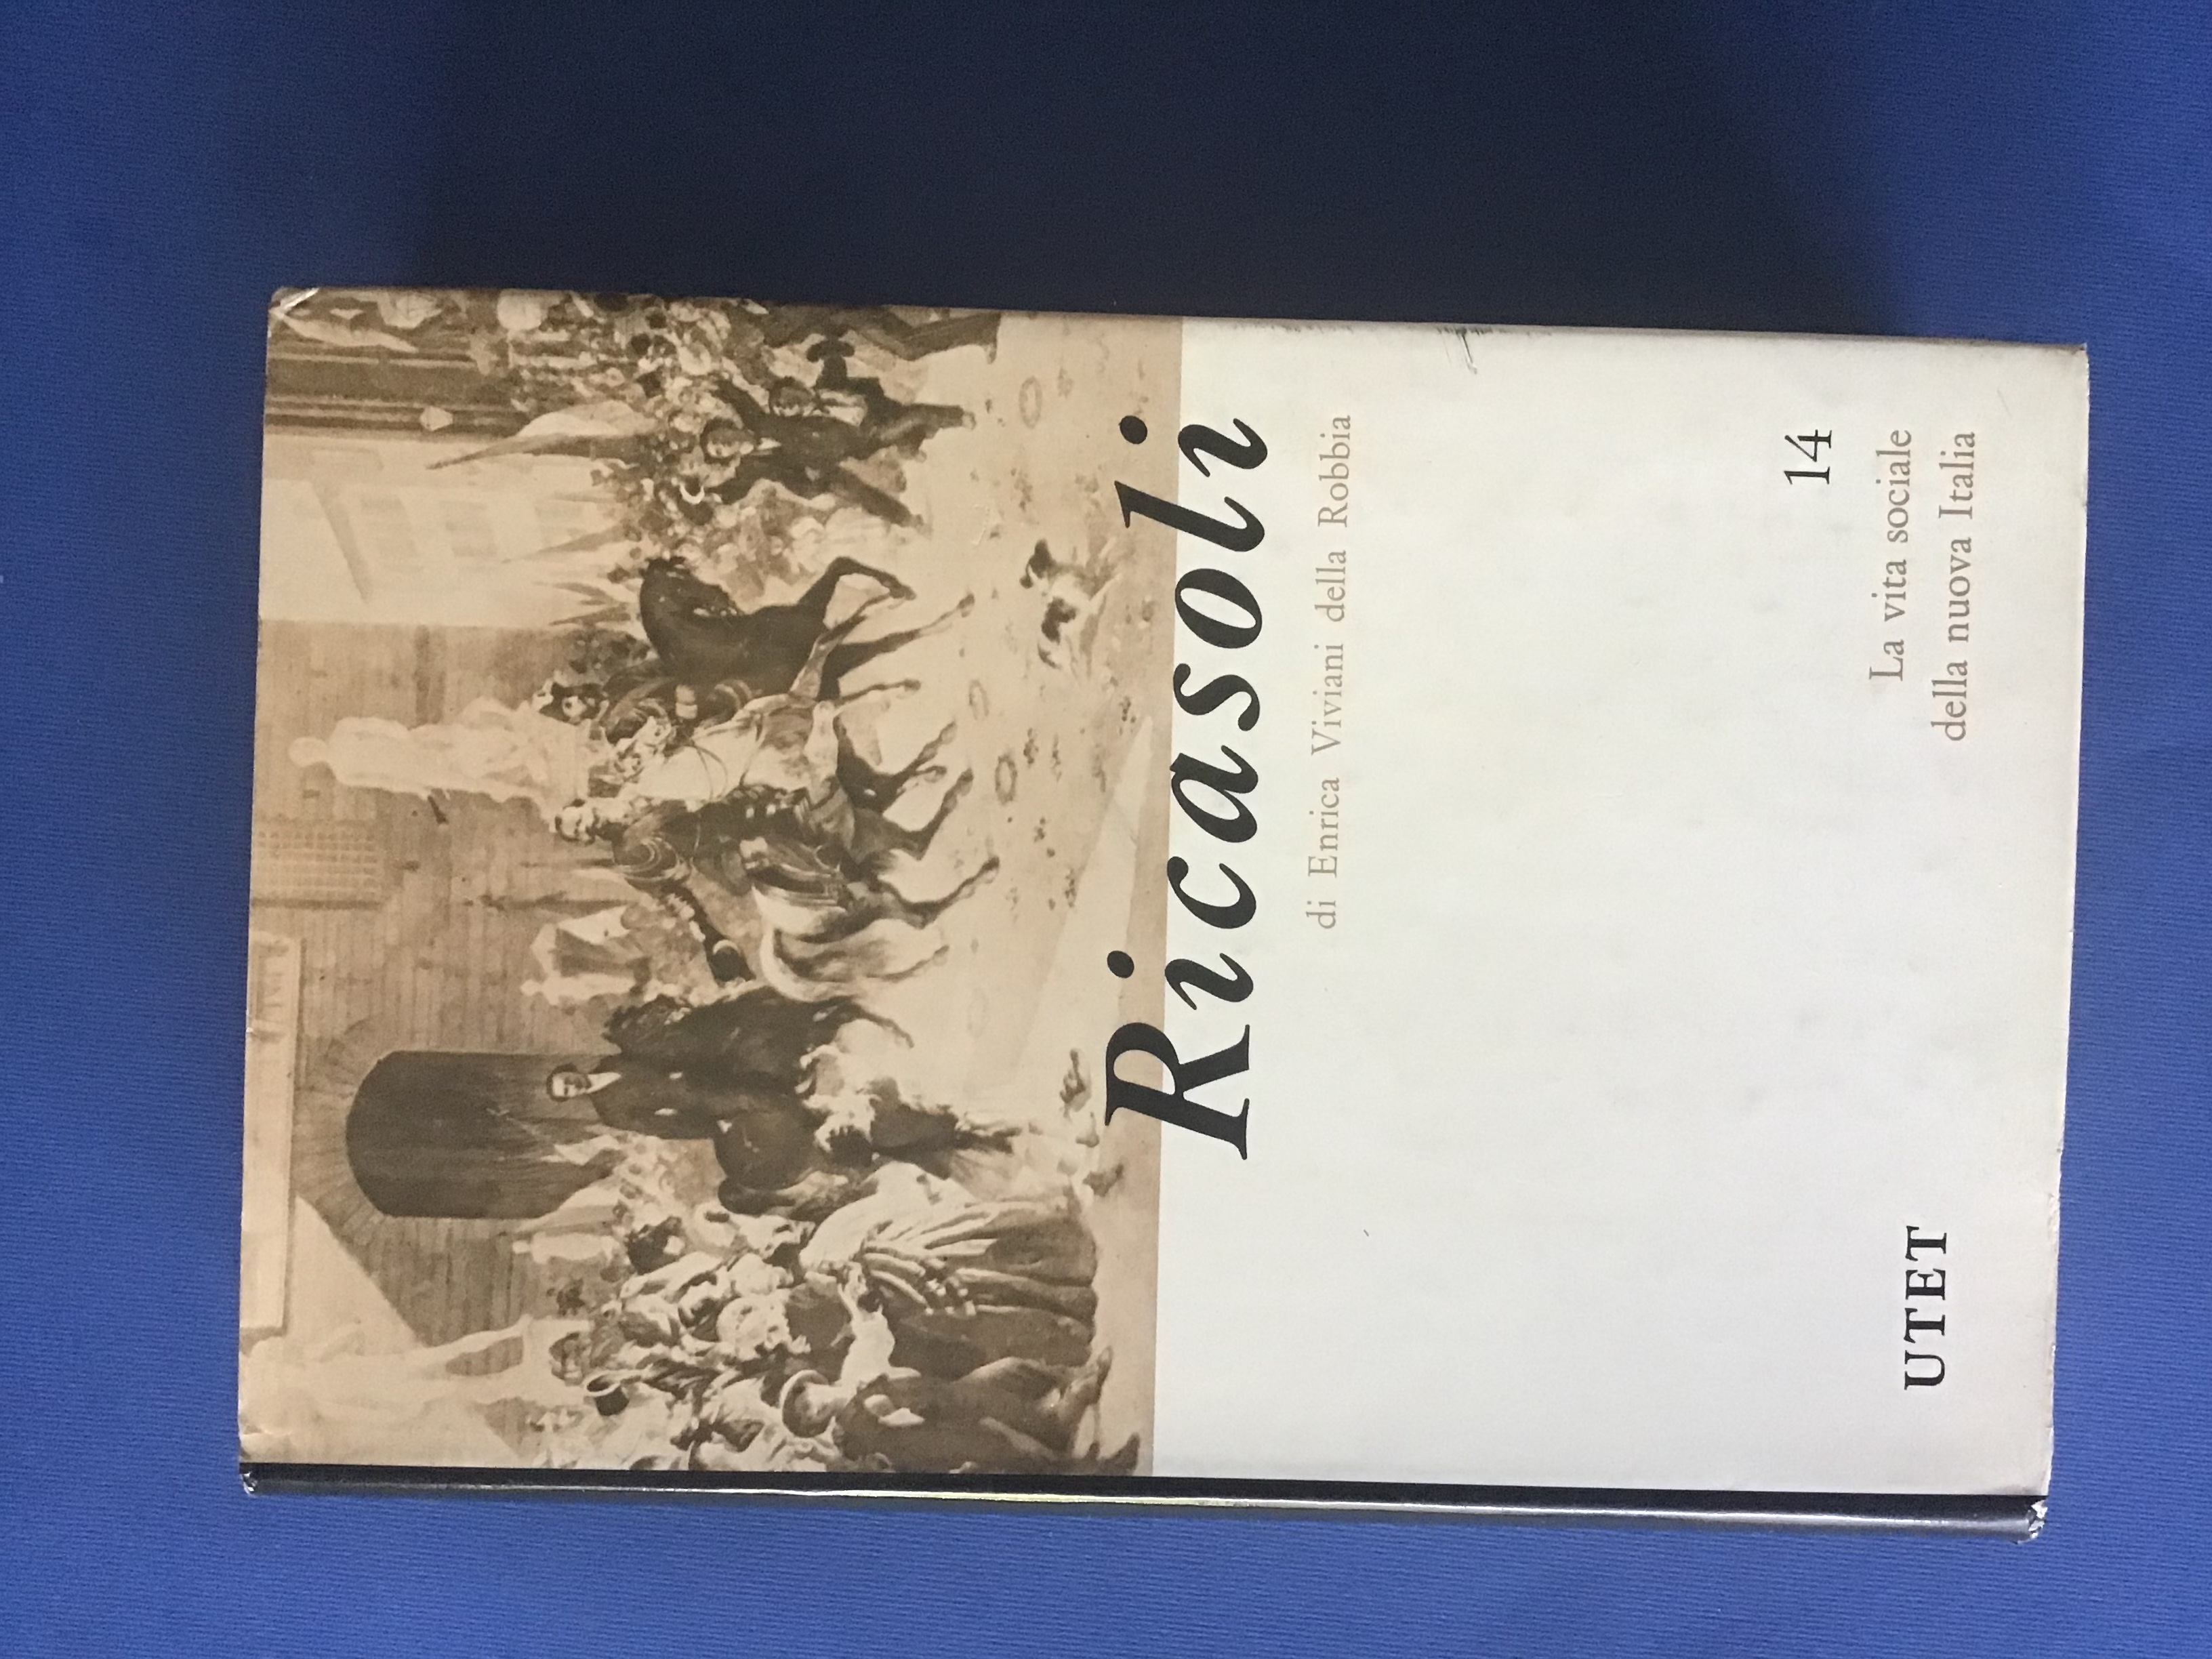 Ricasoli
di Enrica Viviani della Robbia
14
La vita sociale
della nuova Italia
UTET